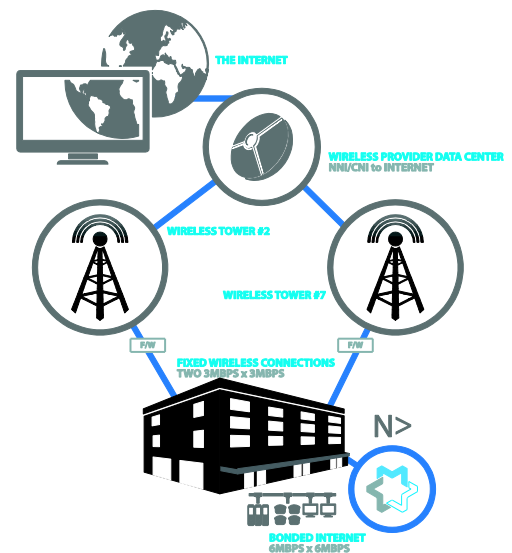 THE INTERNET
WIRELESS PROVIDER DATA CENTER
NNI/CNI to INTERNET
WIRELESS TOWER #2
WIRELESS TOWER #7
F/W
F/W
FIXED WIRELESS CONNECTIONS
TWO 3MBPS x 3MBPS
N>
BONDED INTERNET
6MBPS x 6MBPS